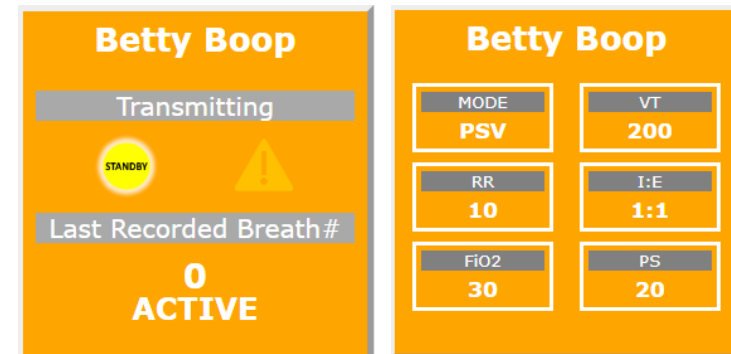 Betty Boop
Transmitting
STANDBY
Last Recorded Breath#
0
ACTIVE
Betty Boop
MODE
PSV
VT
200
RR
10
I:E
1:1
FiO2
30
PS
20